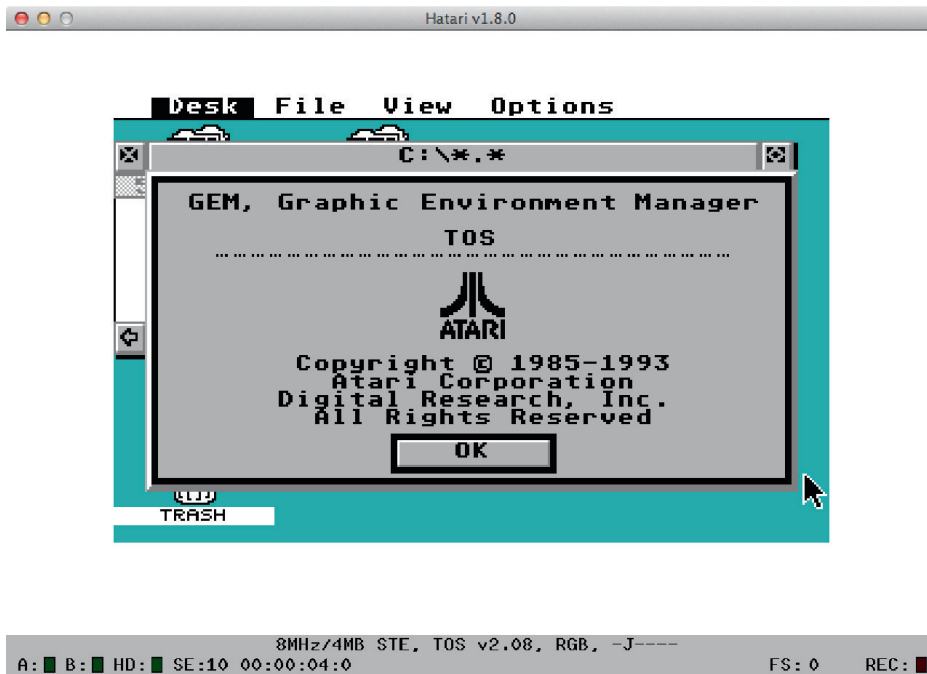 Hatari v1.8.0
Desk File View Options
C:\*.*
GEM, Graphic Environment Manager
TOS
ATARI
Copyright © 1985-1993
Atari Corporation
Digital Research, Inc.
All Rights Reserved
OK
TRASH
8MHz/4MB STE, TOS v2.08, RGB, -J----
A: B: HD: SE:10 00:00:04:0 FS: 0 REC: